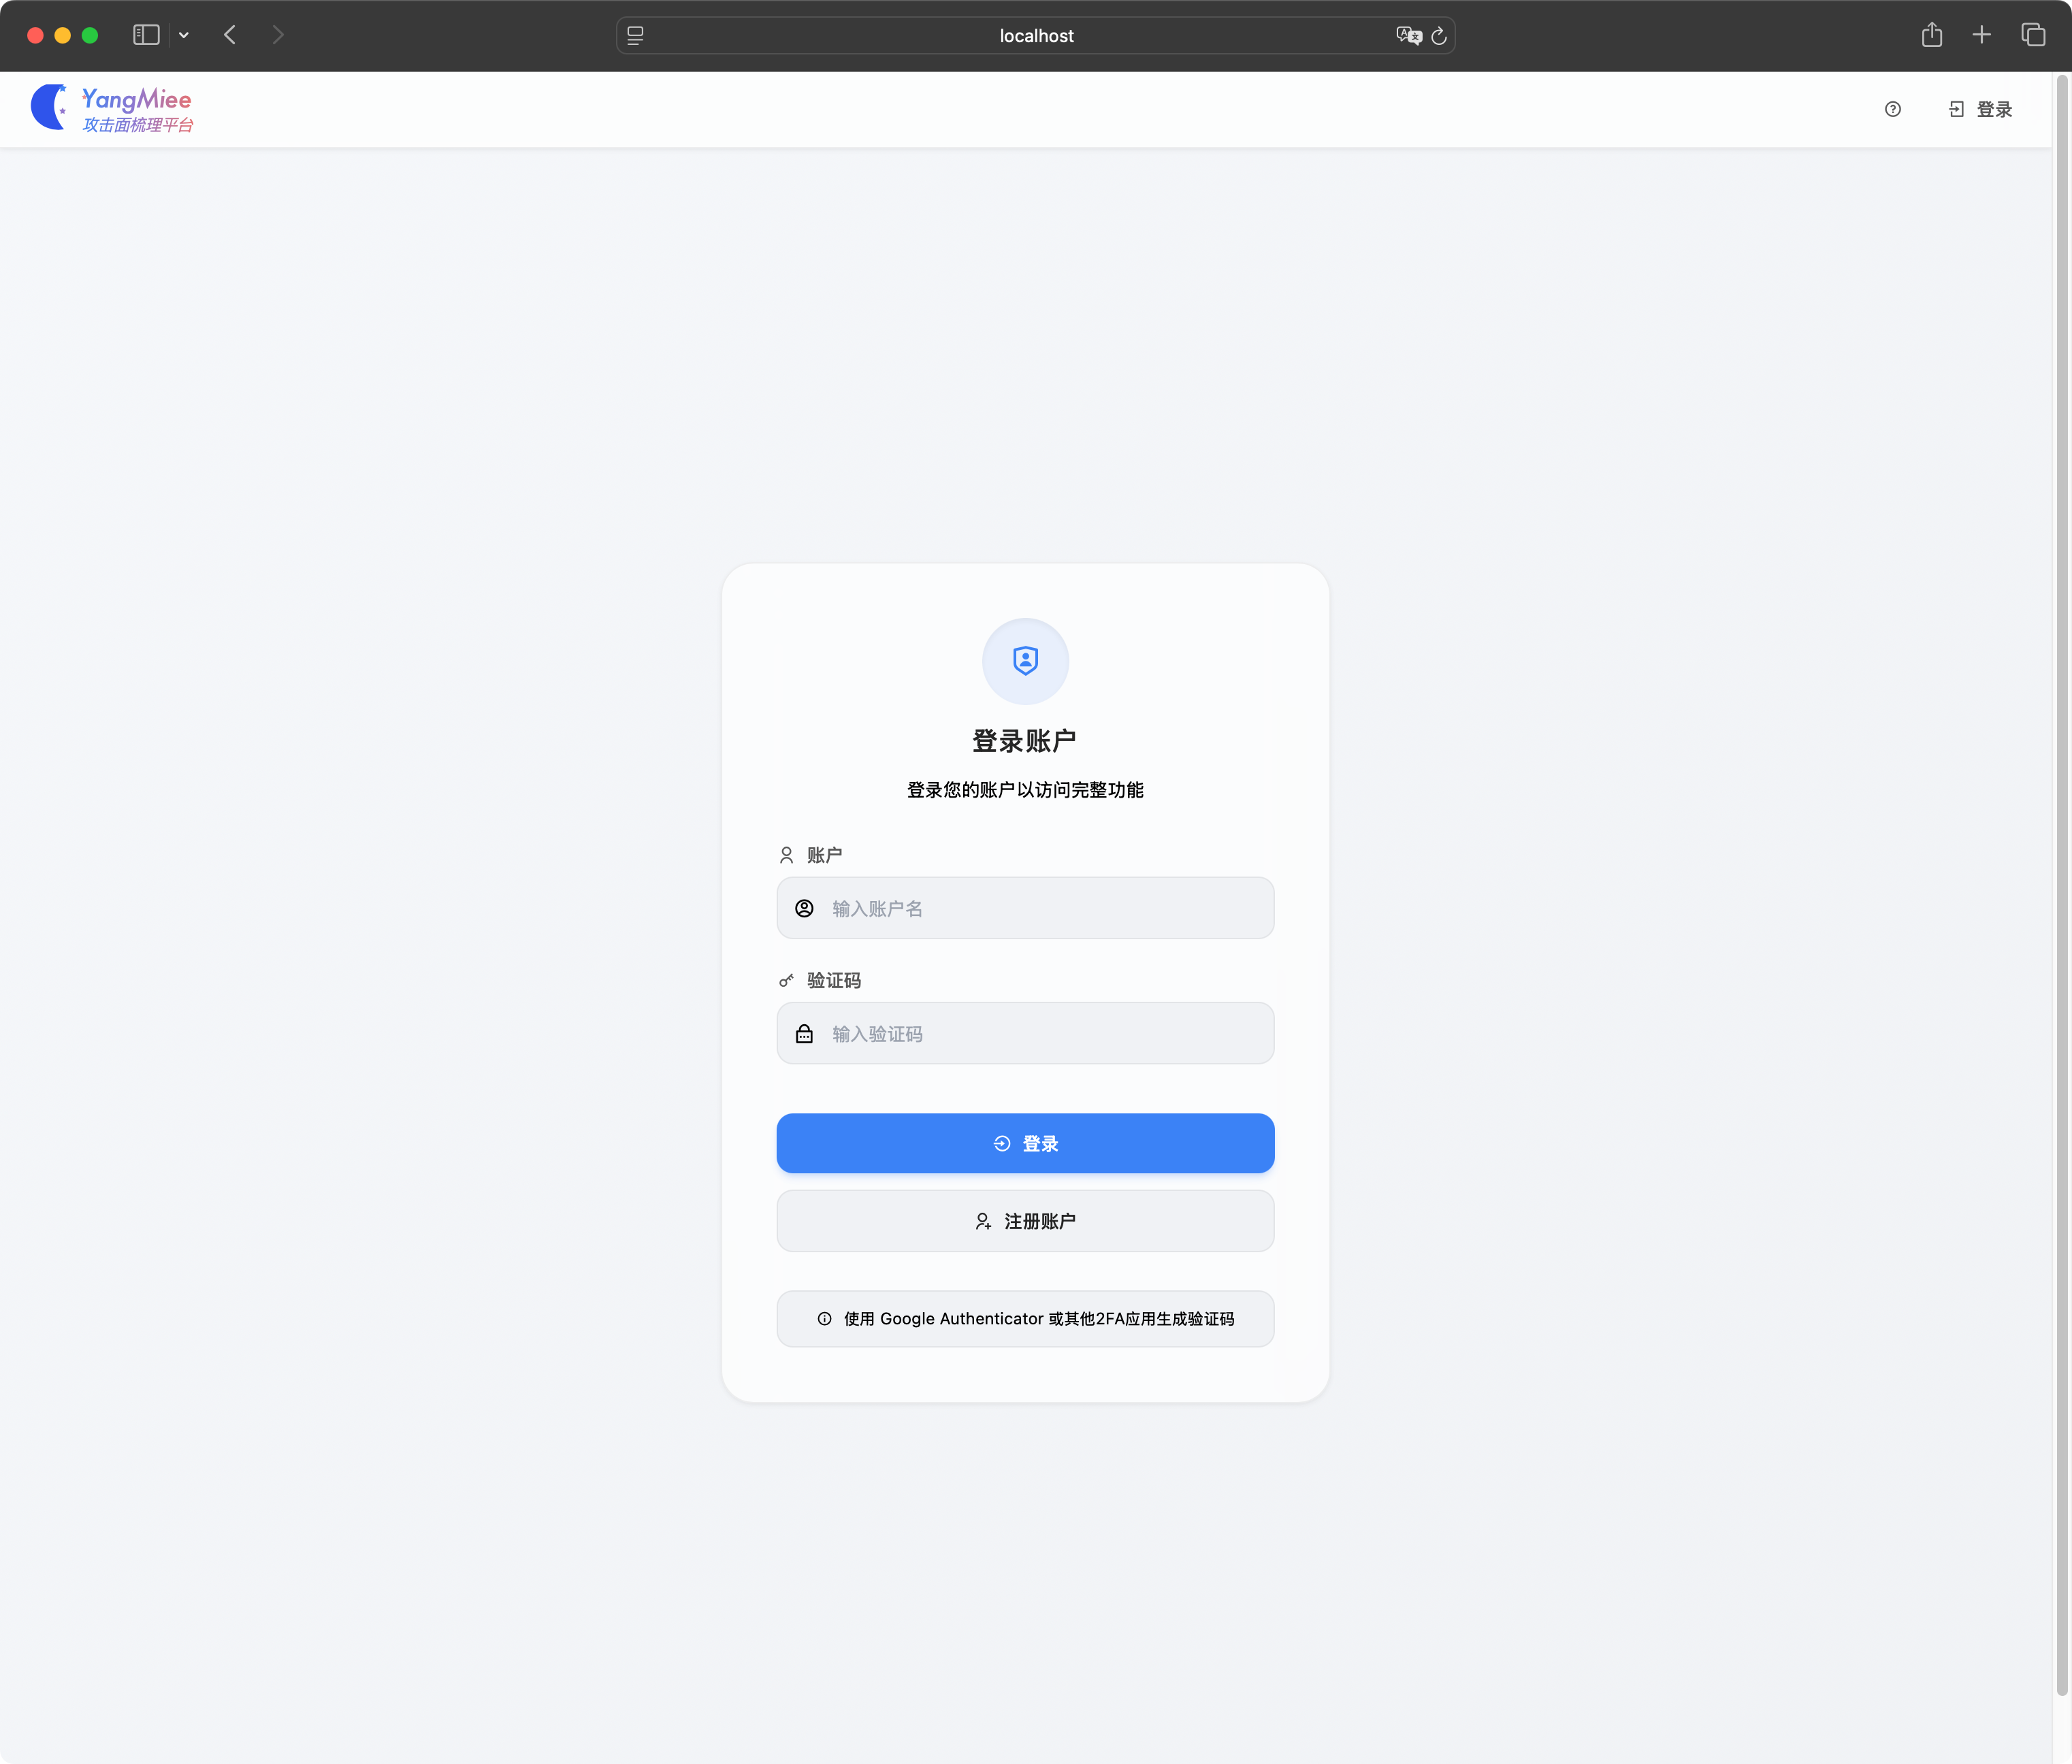 localhost
YangMiee
攻击面梳理平台
登录
登录账户
登录您的账户以访问完整功能
账户
输入账户名
验证码
输入验证码
登录
注册账户
使用 Google Authenticator 或其他2FA应用生成验证码